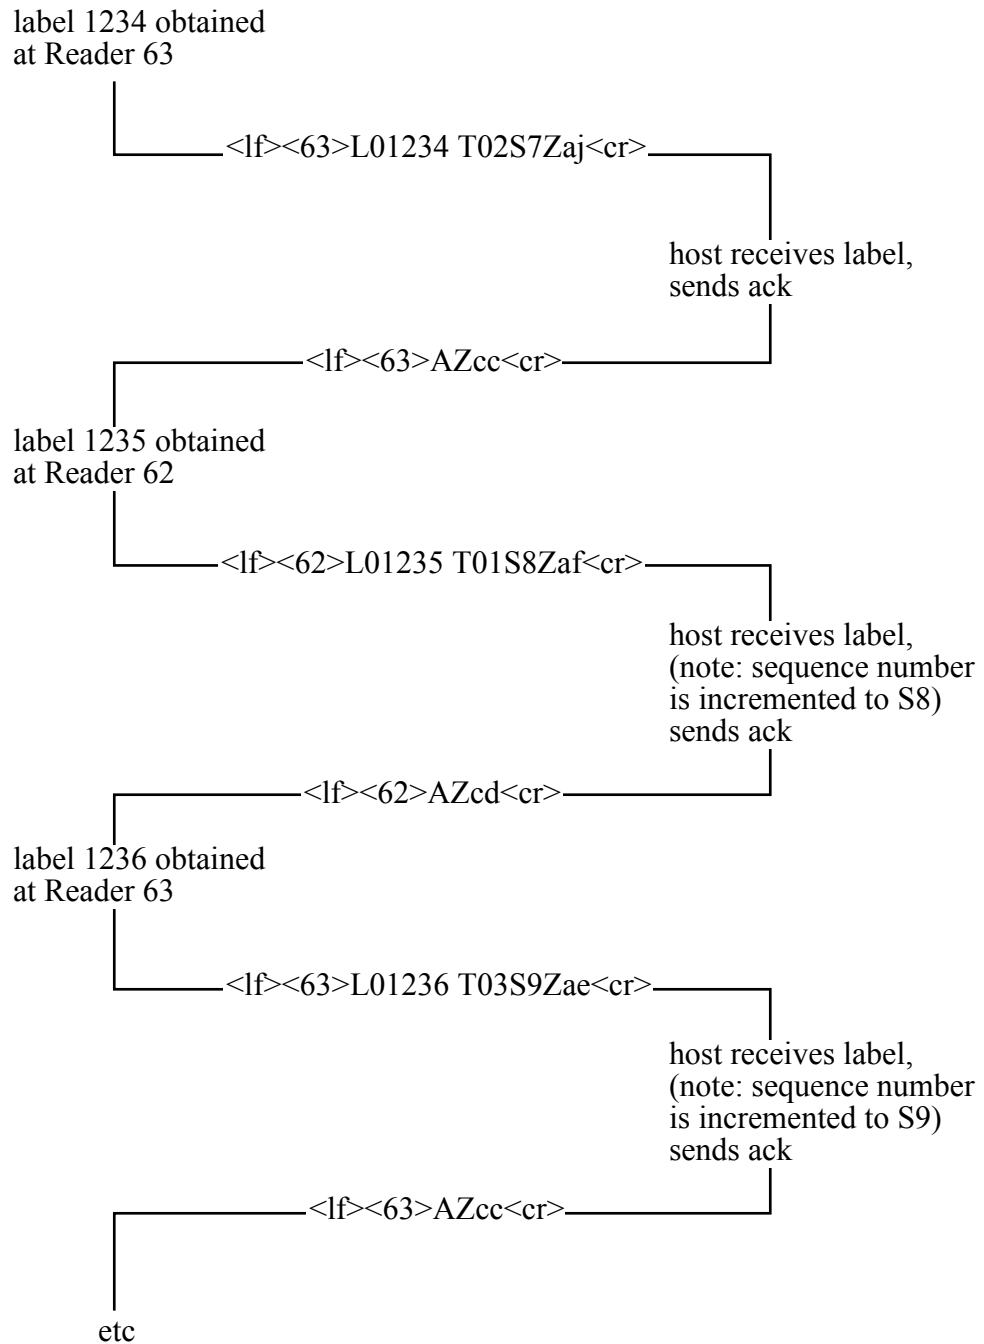 label 1234 obtained
at Reader 63
<lf><63>L01234 T02S7Zaj<cr>
host receives label,
sends ack
<lf><63>AZcc<cr>
label 1235 obtained
at Reader 62
<lf><62>L01235 T01S8Zaf<cr>
host receives label,
(note: sequence number
is incremented to S8)
sends ack
<lf><62>AZcd<cr>
label 1236 obtained
at Reader 63
<lf><63>L01236 T03S9Zae<cr>
host receives label,
(note: sequence number
is incremented to S9)
sends ack
<lf><63>AZcc<cr>
etc